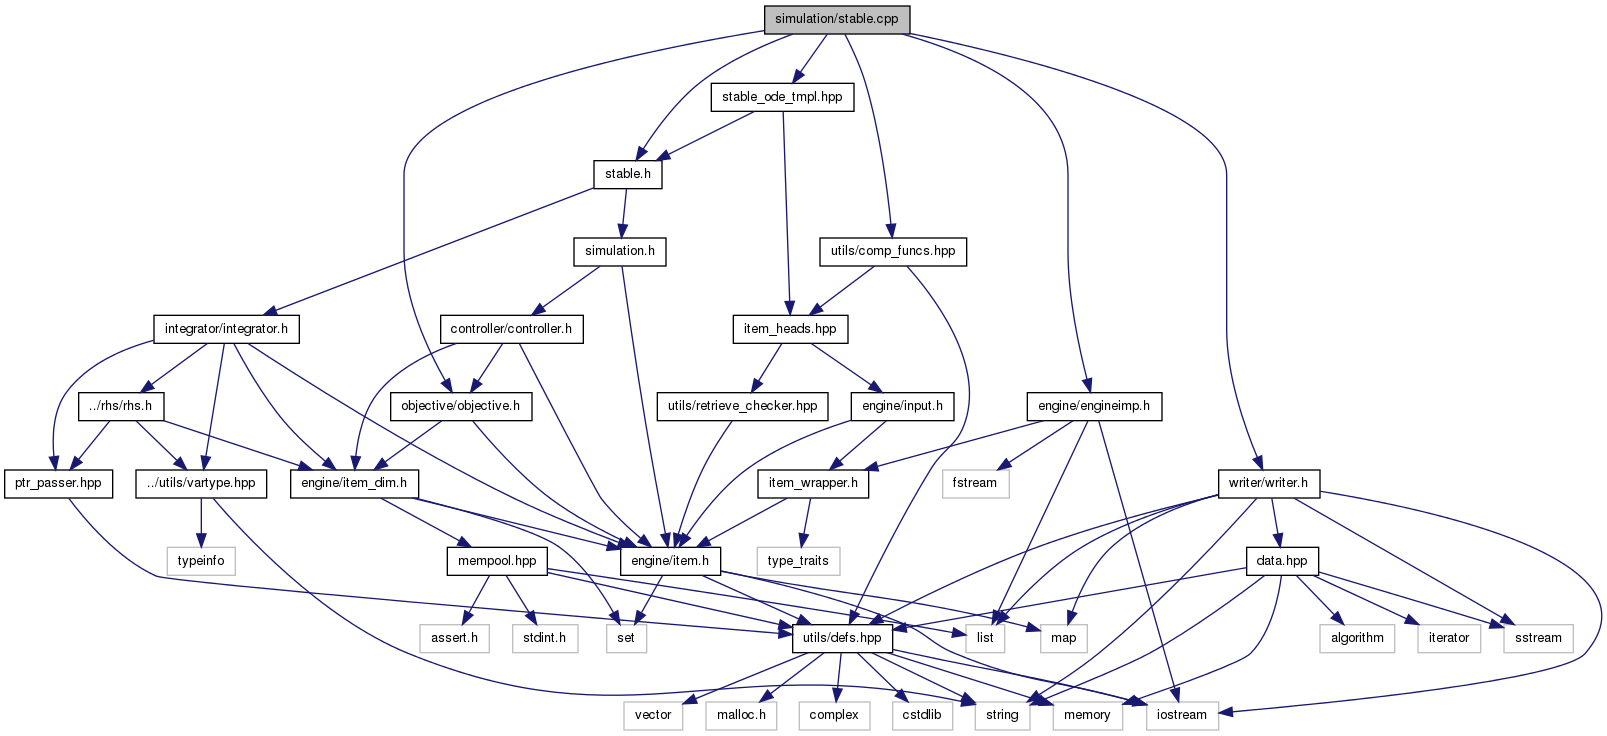 simulation/stable.cpp
stable_ode_tmpl.hpp
stable.h
simulation.h
utils/comp_funcs.hpp
integrator/integrator.h
controller/controller.h
item_heads.hpp
../rhs/rhs.h
objective/objective.h
utils/retrieve_checker.hpp
engine/input.h
engine/engineimp.h
ptr_passer.hpp
../utils/vartype.hpp
engine/item_dim.h
item_wrapper.h
fstream
writer/writer.h
typeinfo
mempool.hpp
engine/item.h
type_traits
data.hpp
assert.h
stdint.h
set
utils/defs.hpp
list
map
algorithm
iterator
sstream
vector
malloc.h
complex
cstdlib
string
memory
iostream